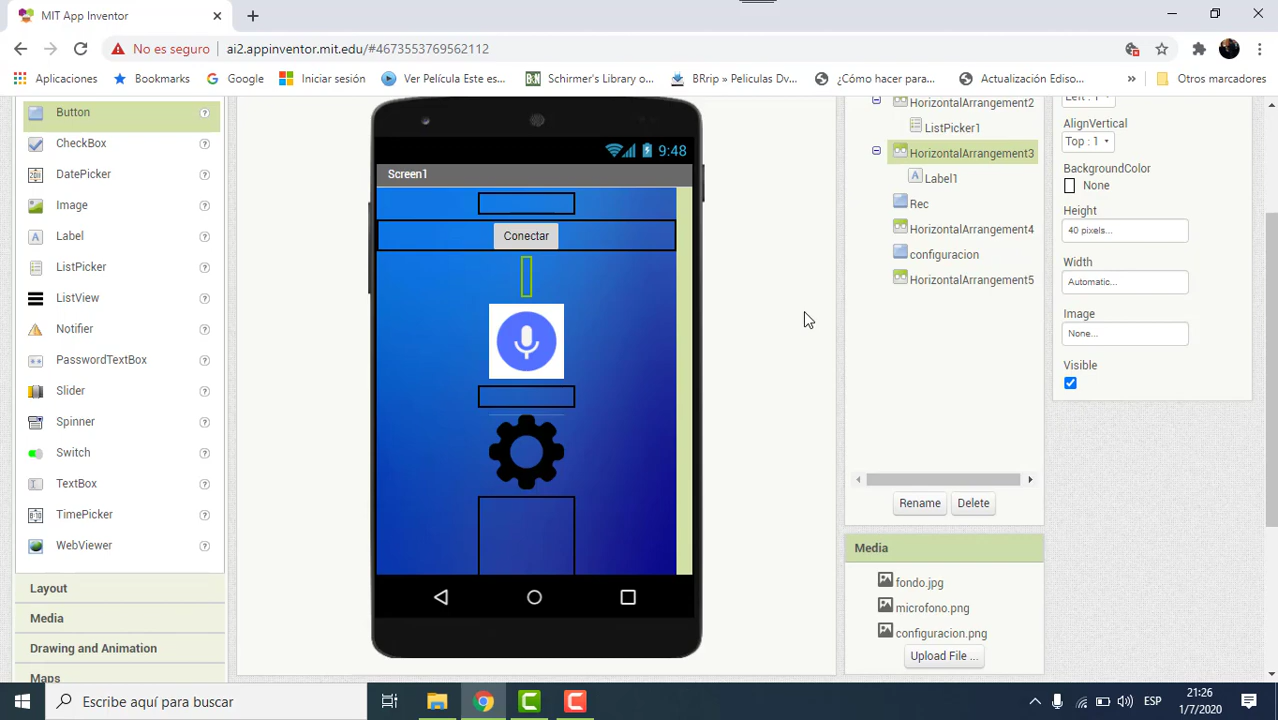 MIT App Inventor
No es seguro
ai2.appinventor.mit.edu/#4673553769562112
Aplicaciones
Bookmarks
Google
Iniciar sesión
Ver Película Este es...
Schirmer's Library o...
BRrip » Peliculas Dv...
¿Cómo hacer para...
Actualización Ediso...
»
Otros marcadores
Button
CheckBox
DatePicker
Image
Label
ListPicker
ListView
Notifier
PasswordTextBox
Slider
Spinner
Switch
TextBox
TimePicker
WebViewer
Layout
Media
Drawing and Animation
Maps
9:48
Screen1
Conectar
HorizontalArrangement2
ListPicker1
HorizontalArrangement3
Label1
Rec
HorizontalArrangement4
configuracion
HorizontalArrangement5
Rename
Delete
Media
fondo.jpg
microfono.png
configuracion.png
Upload File ...
Left : 1
AlignVertical
Top : 1
BackgroundColor
None
Height
40 pixels...
Width
Automatic...
Image
None...
Visible
Escribe aquí para buscar
ESP
21:26
1/7/2020